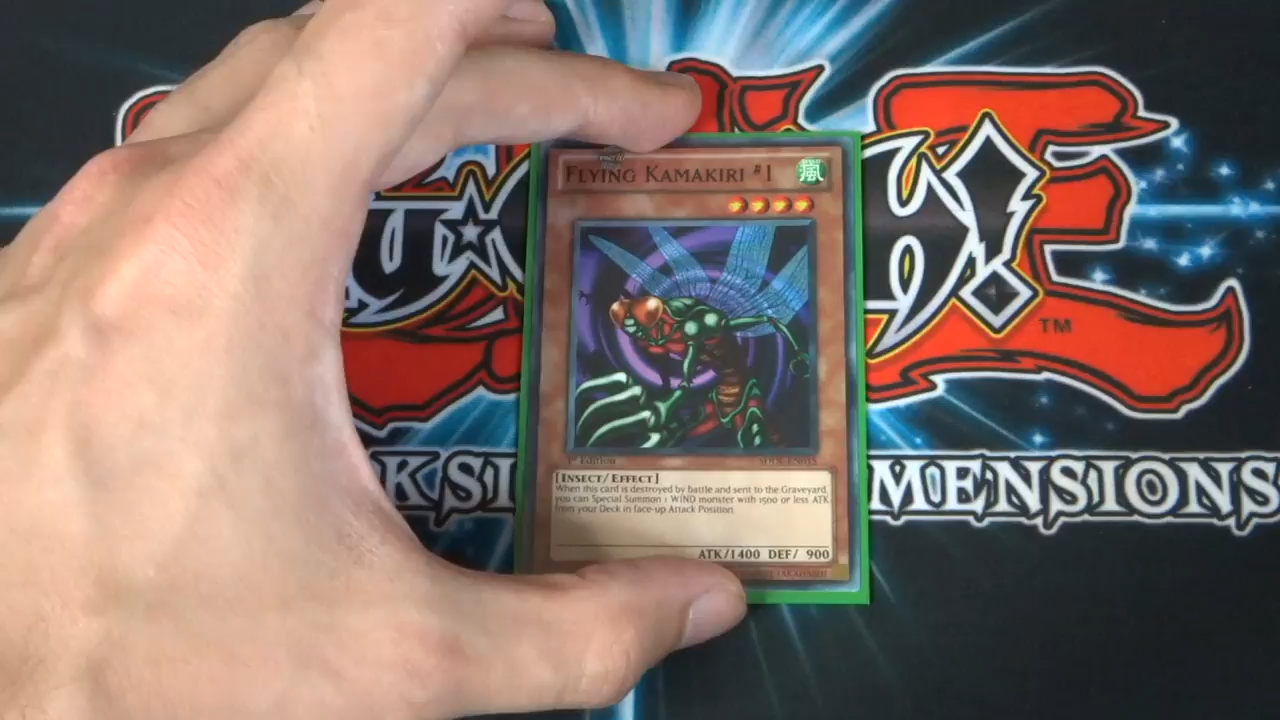 FLYING KAMAKIRI #1
風
1st Edition
[INSECT/EFFECT]
When this card is destroyed by battle and sent to the Graveyard,
you can Special Summon 1 WIND monster with 1500 or less ATK
from your Deck in face-up Attack Position.
ATK/1400 DEF/ 900
TM
KSI
MENSIONS